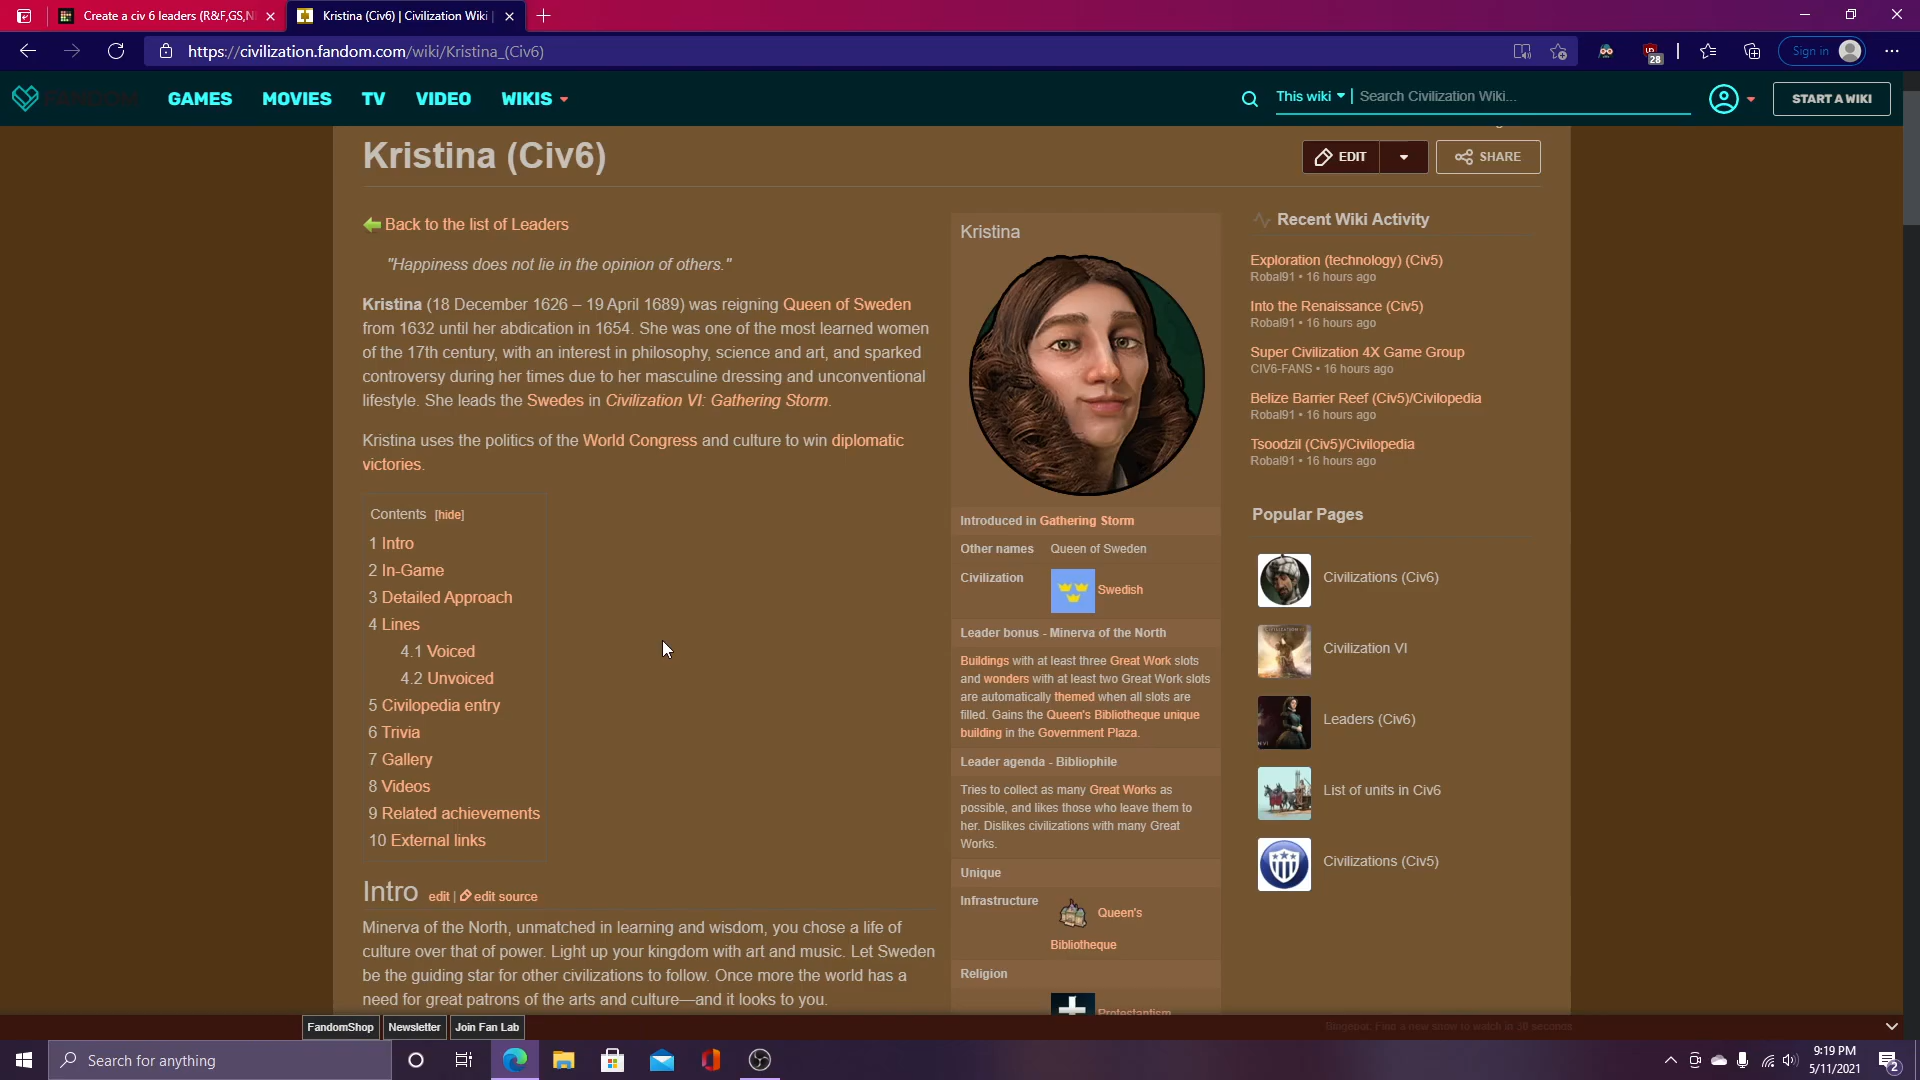 Create a civ 6 leaders (R&F,GS,N
Kristina (Civ6) | Civilization Wiki |
https://civilization.fandom.com/wiki/Kristina_(Civ6)
28
Sign in
GAMES MOVIES TV VIDEO WIKIS
This wiki
Search Civilization Wiki...
START A WIKI
Kristina (Civ6)
EDIT
SHARE
Back to the list of Leaders
"Happiness does not lie in the opinion of others."
Kristina (18 December 1626 – 19 April 1689) was reigning Queen of Sweden
from 1632 until her abdication in 1654. She was one of the most learned women
of the 17th century, with an interest in philosophy, science and art, and sparked
controversy during her times due to her masculine dressing and unconventional
lifestyle. She leads the Swedes in Civilization VI: Gathering Storm.
Kristina uses the politics of the World Congress and culture to win diplomatic
victories.
Contents [hide]
1 Intro
2 In-Game
3 Detailed Approach
4 Lines
4.1 Voiced
4.2 Unvoiced
5 Civilopedia entry
6 Trivia
7 Gallery
8 Videos
9 Related achievements
10 External links
Intro edit | edit source
Minerva of the North, unmatched in learning and wisdom, you chose a life of
culture over that of power. Light up your kingdom with art and music. Let Sweden
be the guiding star for other civilizations to follow. Once more the world has a
need for great patrons of the arts and culture—and it looks to you.
Kristina
Introduced in Gathering Storm
Other names Queen of Sweden
Civilization Swedish
Leader bonus - Minerva of the North
Buildings with at least three Great Work slots
and wonders with at least two Great Work slots
are automatically themed when all slots are
filled. Gains the Queen's Bibliotheque unique
building in the Government Plaza.
Leader agenda - Bibliophile
Tries to collect as many Great Works as
possible, and likes those who leave them to
her. Dislikes civilizations with many Great
Works.
Unique
Infrastructure Queen's
Bibliotheque
Religion
Protestantism
Recent Wiki Activity
Exploration (technology) (Civ5)
Robal91 • 16 hours ago
Into the Renaissance (Civ5)
Robal91 • 16 hours ago
Super Civilization 4X Game Group
CIV6-FANS • 16 hours ago
Belize Barrier Reef (Civ5)/Civilopedia
Robal91 • 16 hours ago
Tsoodzil (Civ5)/Civilopedia
Robal91 • 16 hours ago
Popular Pages
Civilizations (Civ6)
Civilization VI
Leaders (Civ6)
List of units in Civ6
Civilizations (Civ5)
FandomShop Newsletter Join Fan Lab
Search for anything
9:19 PM
5/11/2021
2